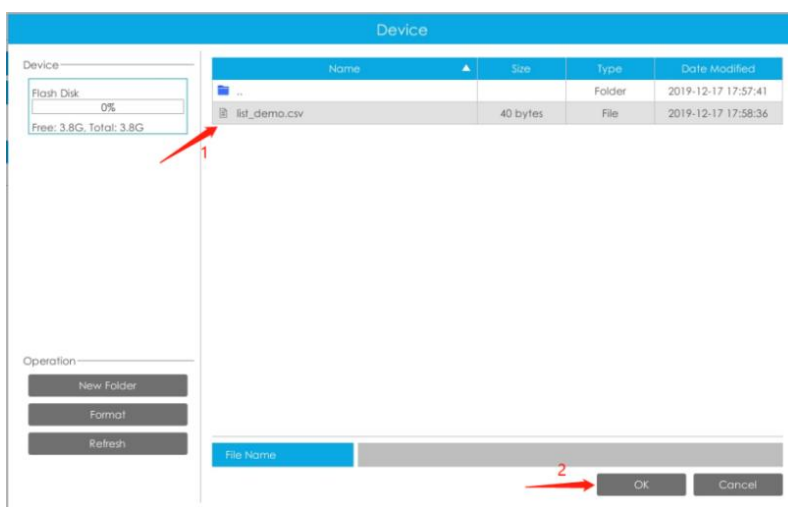 Device
Device
Flash Disk
0%
Free: 3.8G, Total: 3.8G
Operation
New Folder
Format
Refresh
Name Size Type Date Modified
.. Folder 2019-12-17 17:57:41
list_demo.csv 40 bytes File 2019-12-17 17:58:36
1
File Name
2
OK Cancel